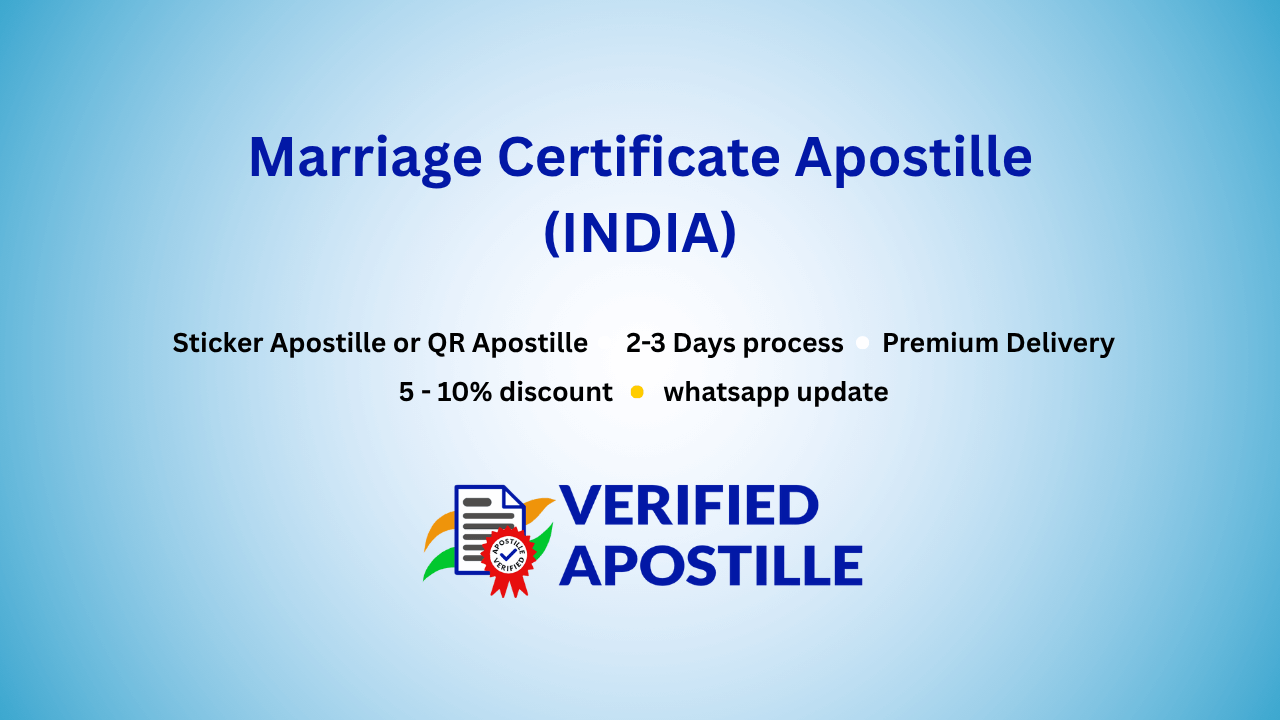 Marriage Certificate Apostille
(INDIA)
Sticker Apostille or QR Apostille 2-3 Days process Premium Delivery
5 - 10% discount whatsapp update
VERIFIED
APOSTILLE
APOSTILLE
VERIFIED